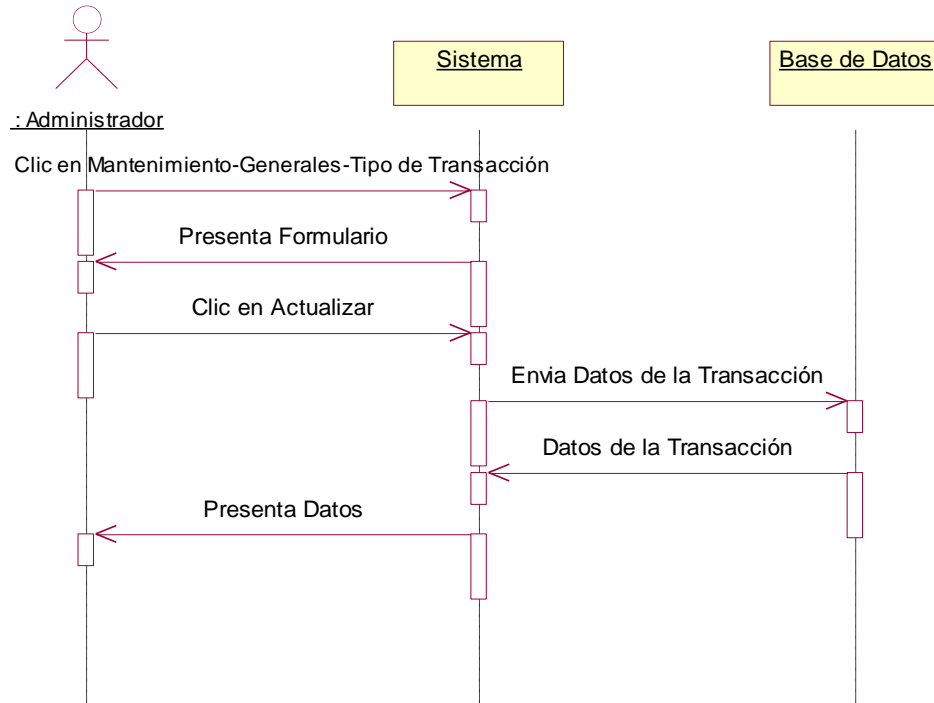 Sistema
Base de Datos
: Administrador
Clic en Mantenimiento-Generales-Tipo de Transacción
Presenta Formulario
Clic en Actualizar
Envia Datos de la Transacción
Datos de la Transacción
Presenta Datos